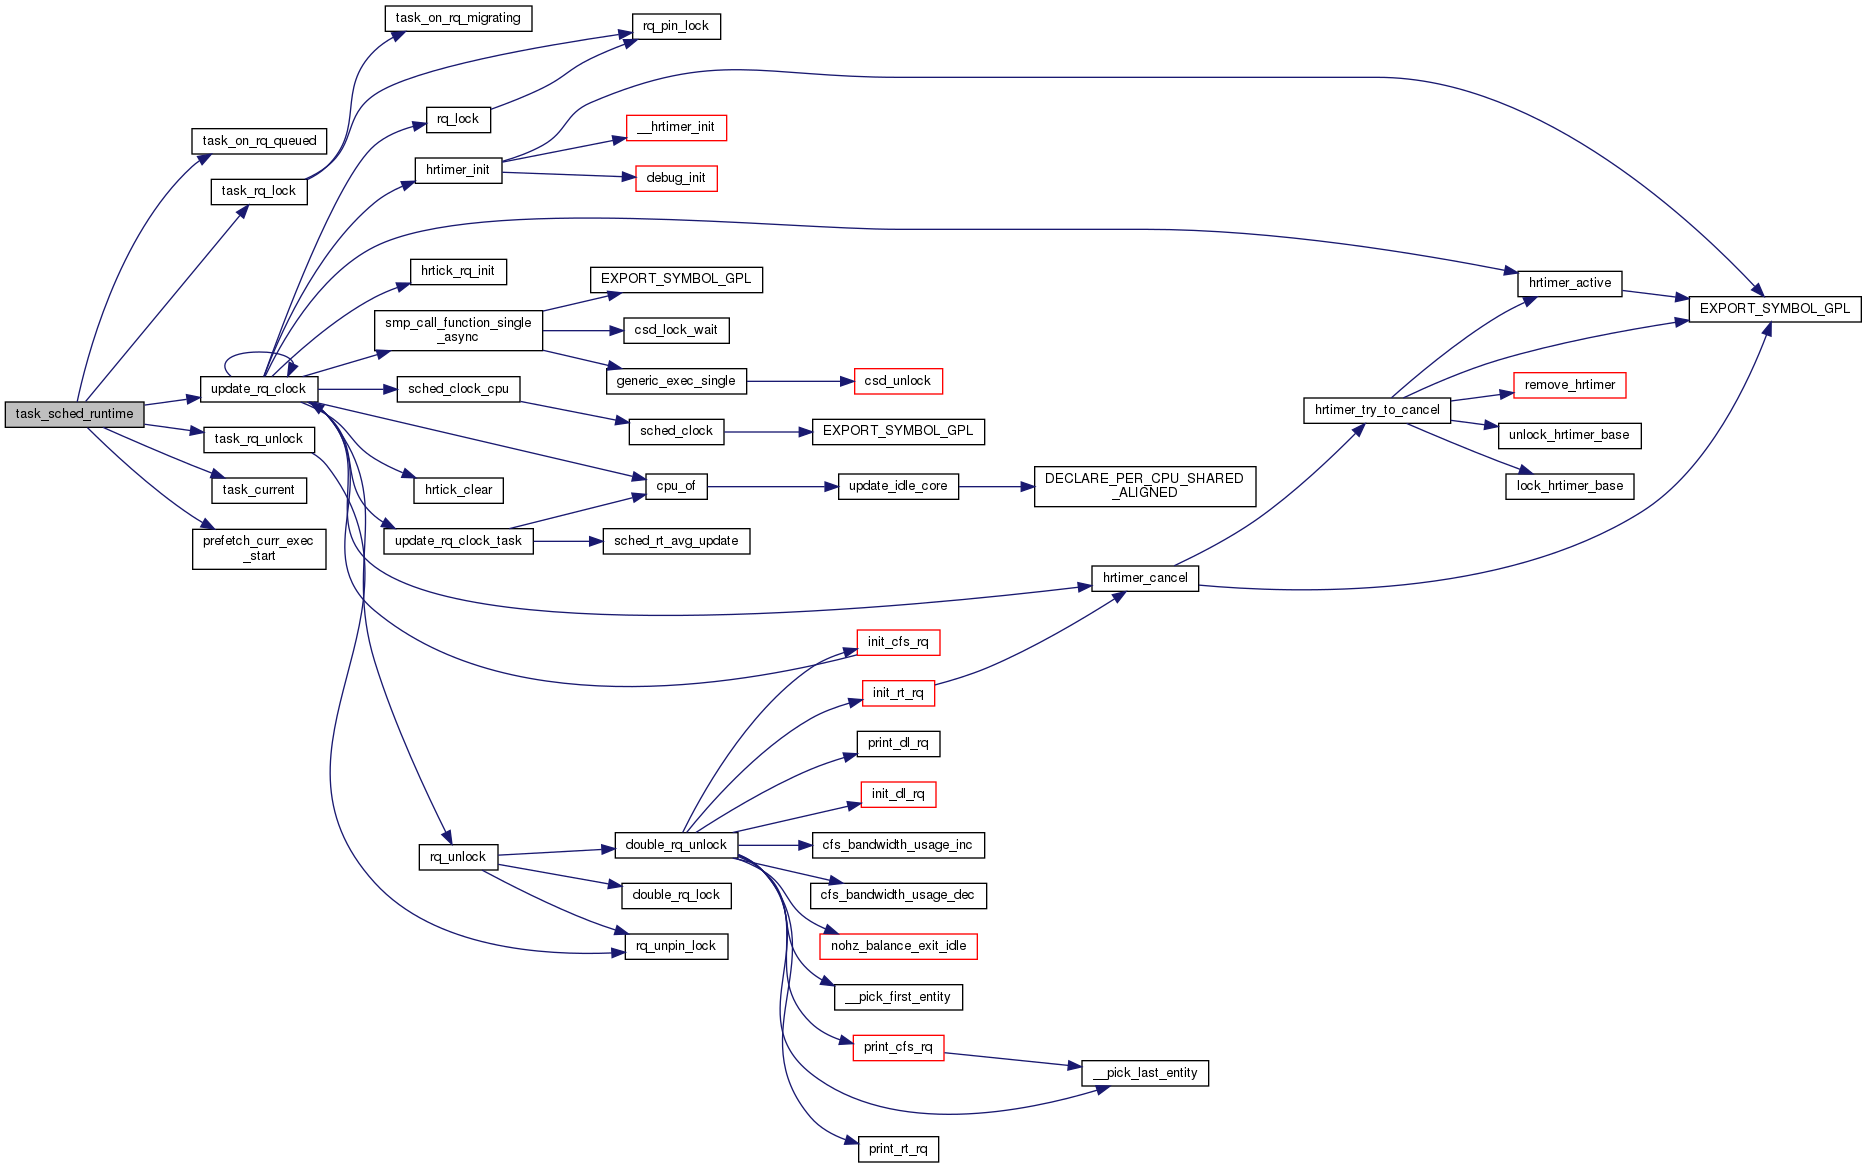 task_on_rq_migrating
rq_pin_lock
rq_lock
__hrtimer_init
task_on_rq_queued
hrtimer_init
debug_init
task_rq_lock
hrtick_rq_init
EXPORT_SYMBOL_GPL
hrtimer_active
EXPORT_SYMBOL_GPL
smp_call_function_single
_async
csd_lock_wait
generic_exec_single
csd_unlock
remove_hrtimer
update_rq_clock
sched_clock_cpu
task_sched_runtime
hrtimer_try_to_cancel
task_rq_unlock
sched_clock
EXPORT_SYMBOL_GPL
unlock_hrtimer_base
task_current
hrtick_clear
cpu_of
update_idle_core
DECLARE_PER_CPU_SHARED
_ALIGNED
lock_hrtimer_base
prefetch_curr_exec
_start
update_rq_clock_task
sched_rt_avg_update
hrtimer_cancel
init_cfs_rq
init_rt_rq
print_dl_rq
init_dl_rq
rq_unlock
double_rq_unlock
cfs_bandwidth_usage_inc
double_rq_lock
cfs_bandwidth_usage_dec
rq_unpin_lock
nohz_balance_exit_idle
__pick_first_entity
print_cfs_rq
__pick_last_entity
print_rt_rq